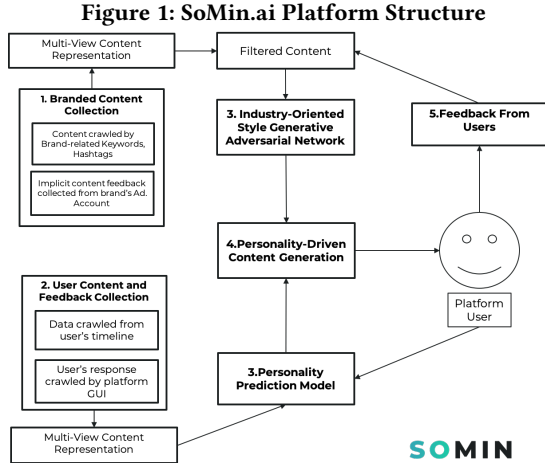 Figure 1: SoMin.ai Platform Structure
Multi-View Content
Representation
Filtered Content
1. Branded Content
Collection
Content crawled by
Brand-related Keywords,
Hashtags
Implicit content feedback
collected from brand's Ad.
Account
3. Industry-Oriented
Style Generative
Adversarial Network
5.Feedback From
Users
4.Personality-Driven
Content Generation
2. User Content and
Feedback Collection
Data crawled from
user's timeline
User's response
crawled by platform
GUI
Platform
User
3.Personality
Prediction Model
Multi-View Content
Representation
SOMIN